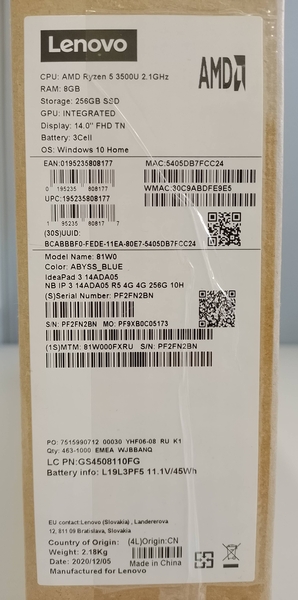 Lenovo
AMD
CPU: AMD Ryzen 5 3500U 2.1GHz
RAM: 8GB
Storage: 256GB SSD
GPU: INTEGRATED
Display: 14.0" FHD TN
Battery: 3Cell
OS: Windows 10 Home
EAN:0195235808177
MAC:5405DB7FCC24
0 195235 808177
WMAC:30C9ABDFE9E5
UPC:195235808177
1 95235 80817 7
(30S)UUID:
BCABBBF0-FEDE-11EA-80E7-5405DB7FCC24
Model Name: 81W0
Color: ABYSS_BLUE
IdeaPad 3 14ADA05
NB IP 3 14ADA05 R5 4G 4G 256G 10H
(S)Serial Number: PF2FN2BN
S/N: PF2FN2BN MO: PF9XB0C05173
(1S)MTM: 81W000FXRU S/N: PF2FN2BN
PO: 7515990712 00030 YHF06-08 RU K1
Qty: 463-1000 EMEA WJBBANQ
LC PN:GS4508110FG
Battery info: L19L3PF5 11.1V/45Wh
EU contact:Lenovo (Slovakia) , Landererova
12, 811 09 Bratislava, Slovakia
Country of Origin: (4L)Origin:CN
Weight: 2.18Kg
Date: 2020/12/05 Made in China
Manufactured for Lenovo